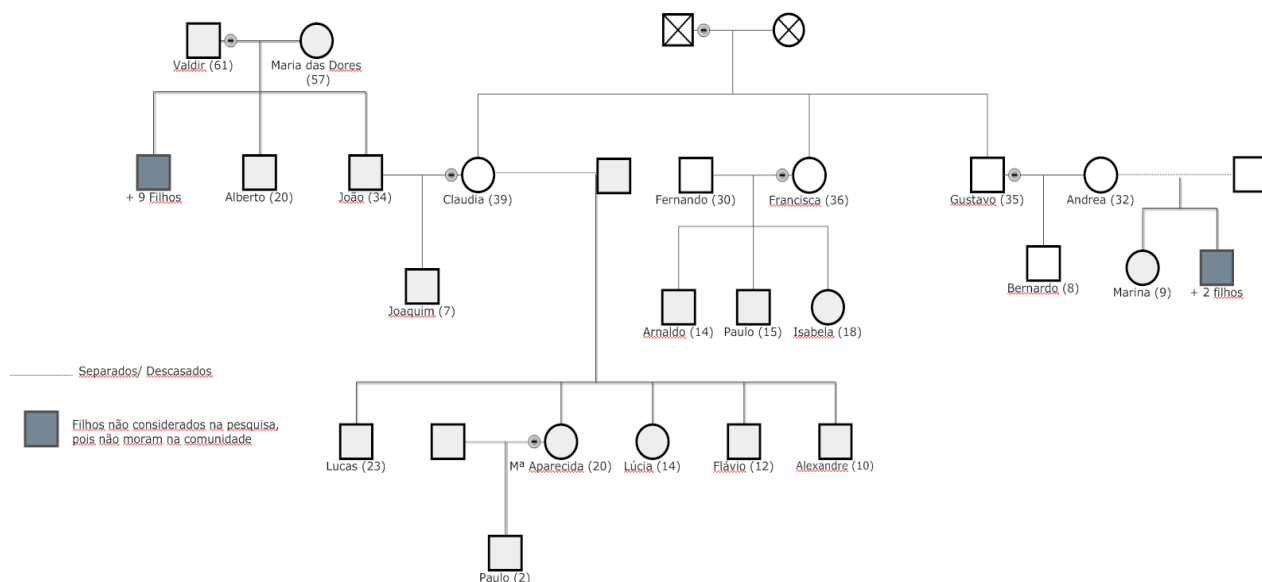 Valdir (61)
Maria das Dores
(57)
+ 9 Filhos
Alberto (20)
João (34)
Claudia (39)
Fernando (30)
Francisca (36)
Gustavo (35)
Andrea (32)
Joaquim (7)
Arnaldo (14)
Paulo (15)
Isabela (18)
Bernardo (8)
Marina (9)
+ 2 filhos
Separados/ Descasados
Filhos não considerados na pesquisa,
pois não moram na comunidade
Lucas (23)
Mª Aparecida (20)
Lúcia (14)
Flávio (12)
Alexandre (10)
Paulo (2)